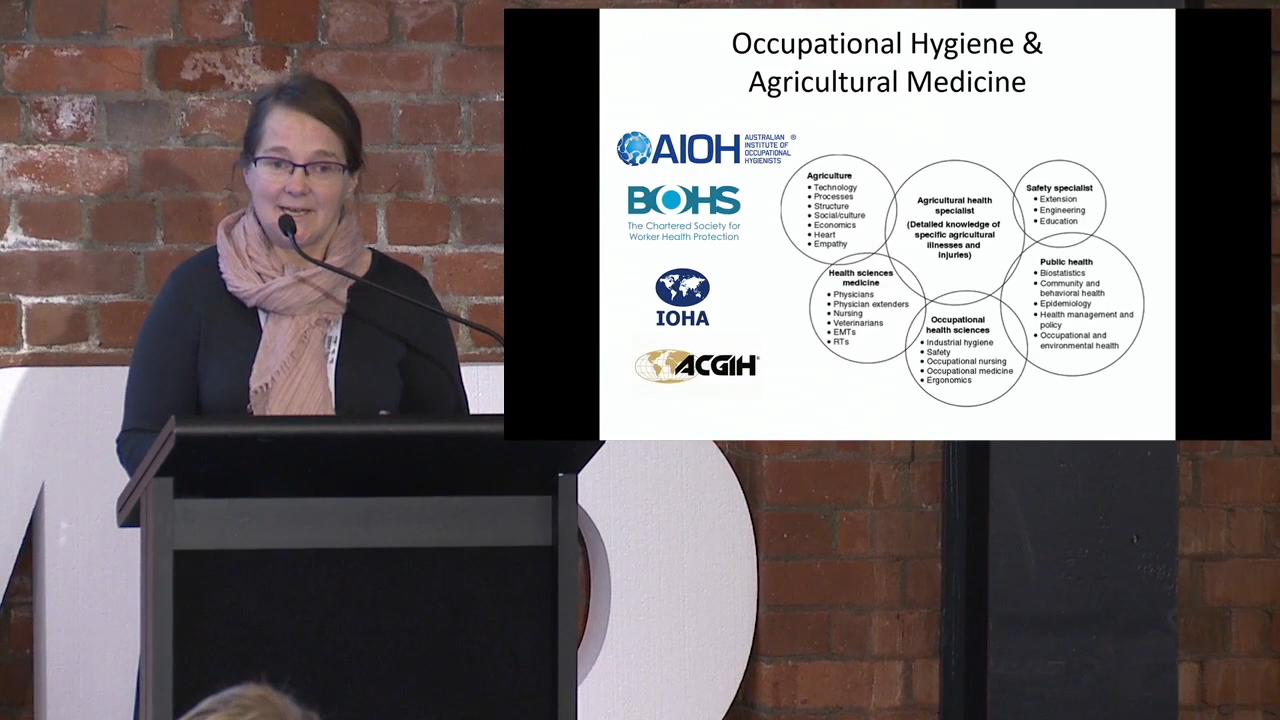 Occupational Hygiene &
Agricultural Medicine
AIOH
AUSTRALIAN
INSTITUTE OF
OCCUPATIONAL
HYGIENISTS
®
BOHS
The Chartered Society for
Worker Health Protection
IOHA
ACGIH®
Agriculture
• Technology
• Processes
• Structure
• Social/culture
• Economics
• Heart
• Empathy
Agricultural health
specialist
(Detailed knowledge of
specific agricultural
illnesses and
injuries)
Safety specialist
• Extension
• Engineering
• Education
Health sciences
medicine
• Physicians
• Physician extenders
• Nursing
• Veterinarians
• EMTs
• RTs
Occupational
health sciences
• Industrial hygiene
• Safety
• Occupational nursing
• Occupational medicine
• Ergonomics
Public health
• Biostatistics
• Community and
behavioral health
• Epidemiology
• Health management and
policy
• Occupational and
environmental health